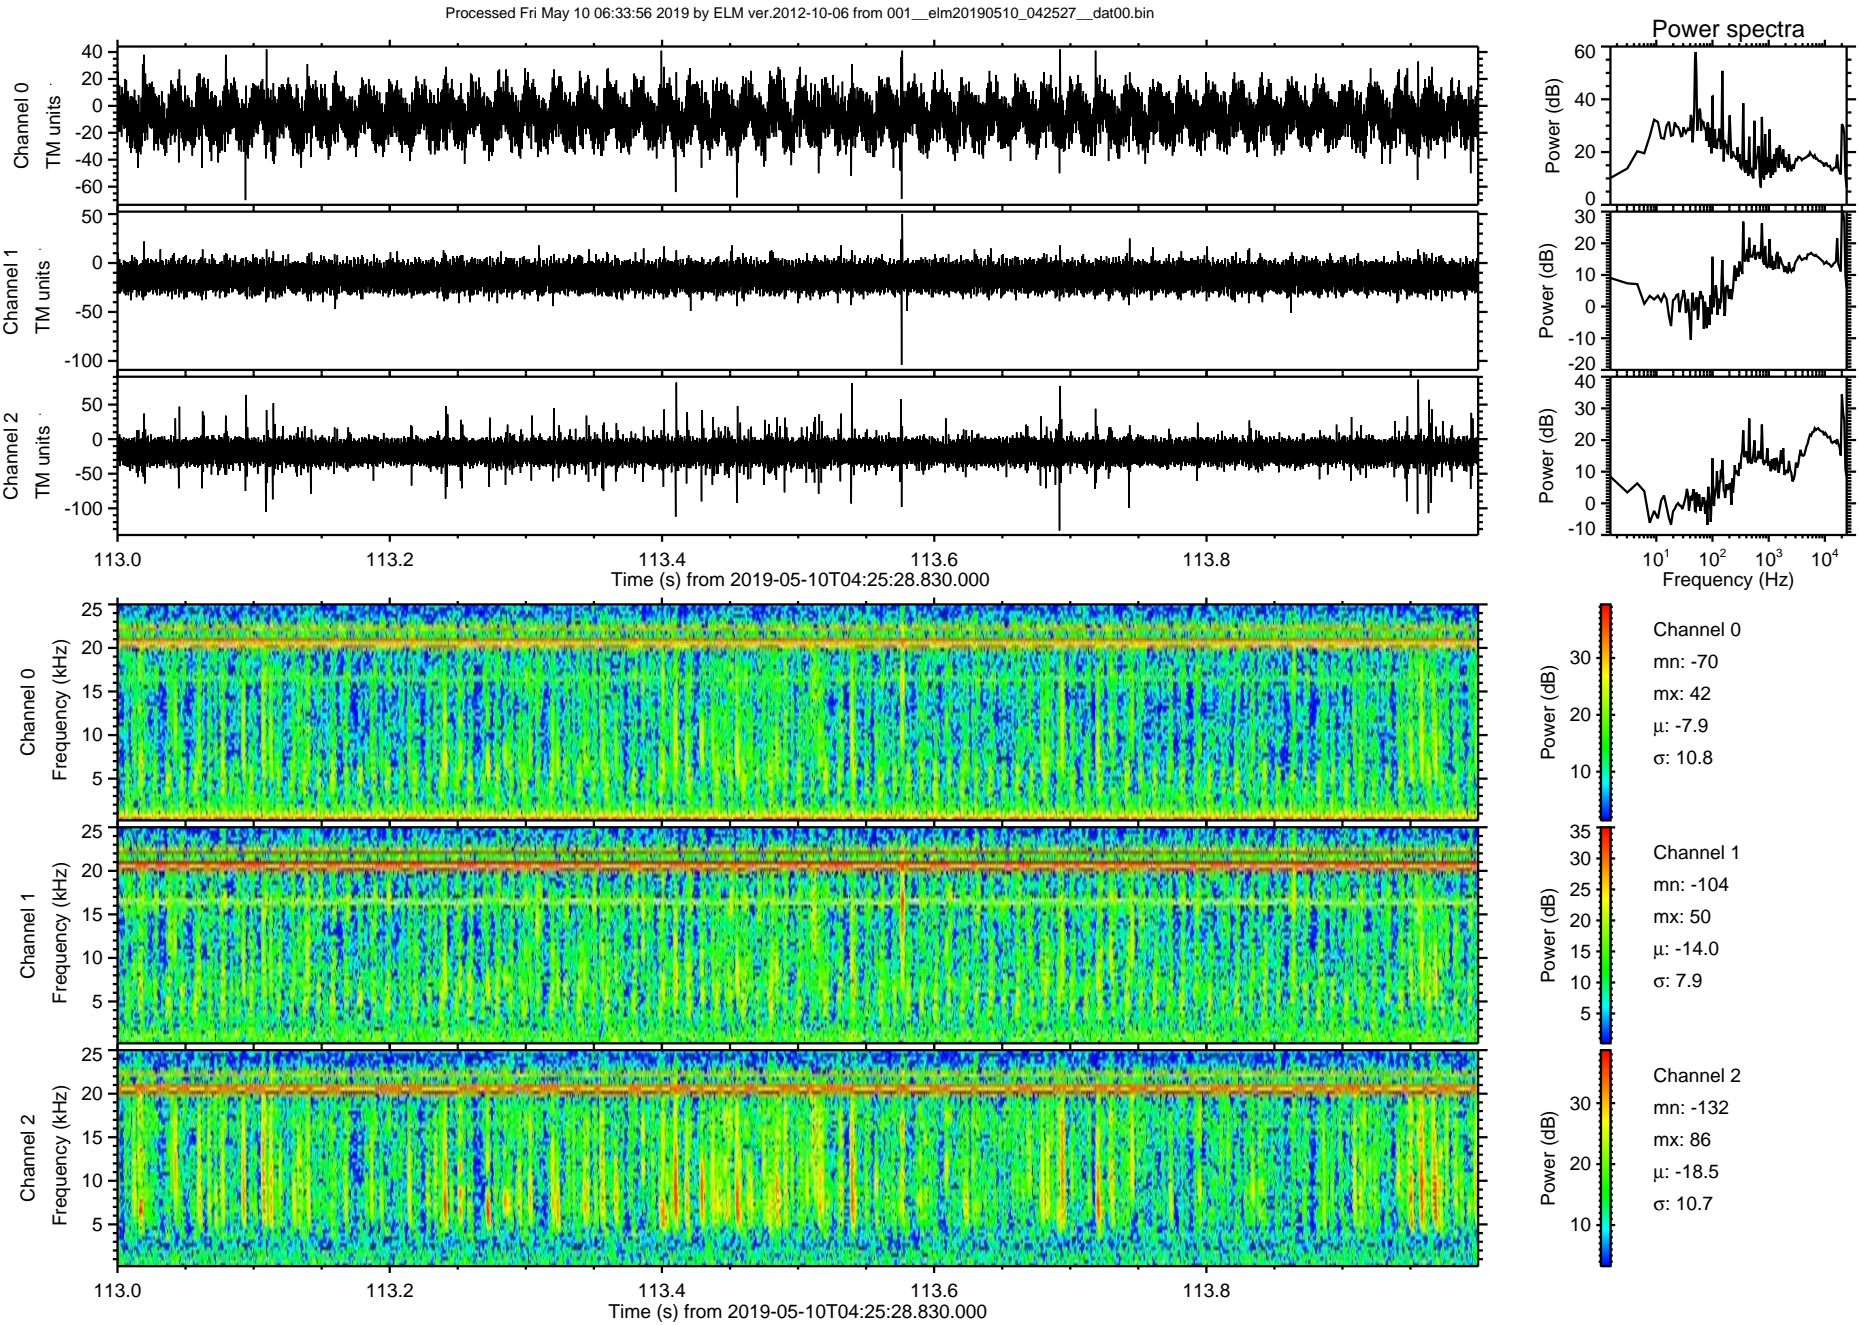 Processed Fri May 10 06:33:56 2019 by ELM ver.2012-10-06 from 001__elm20190510_042527__dat00.bin
Power spectra
Channel 0
TM units
40
20
0
-20
-40
-60
Power (dB)
60
40
20
0
Channel 1
TM units
50
0
-50
-100
Power (dB)
30
20
10
0
-10
-20
Channel 2
TM units
50
0
-50
-100
Power (dB)
40
30
20
10
0
-10
113.0 113.2 113.4 113.6 113.8
Time (s) from 2019-05-10T04:25:28.830.000
10^1 10^2 10^3 10^4
Frequency (Hz)
Channel 0
Frequency (kHz)
25
20
15
10
5
Power (dB)
30
20
10
Channel 0
mn: -70
mx: 42
μ: -7.9
σ: 10.8
Channel 1
Frequency (kHz)
25
20
15
10
5
Power (dB)
35
30
25
20
15
10
5
Channel 1
mn: -104
mx: 50
μ: -14.0
σ: 7.9
Channel 2
Frequency (kHz)
25
20
15
10
5
Power (dB)
30
20
10
Channel 2
mn: -132
mx: 86
μ: -18.5
σ: 10.7
113.0 113.2 113.4 113.6 113.8
Time (s) from 2019-05-10T04:25:28.830.000